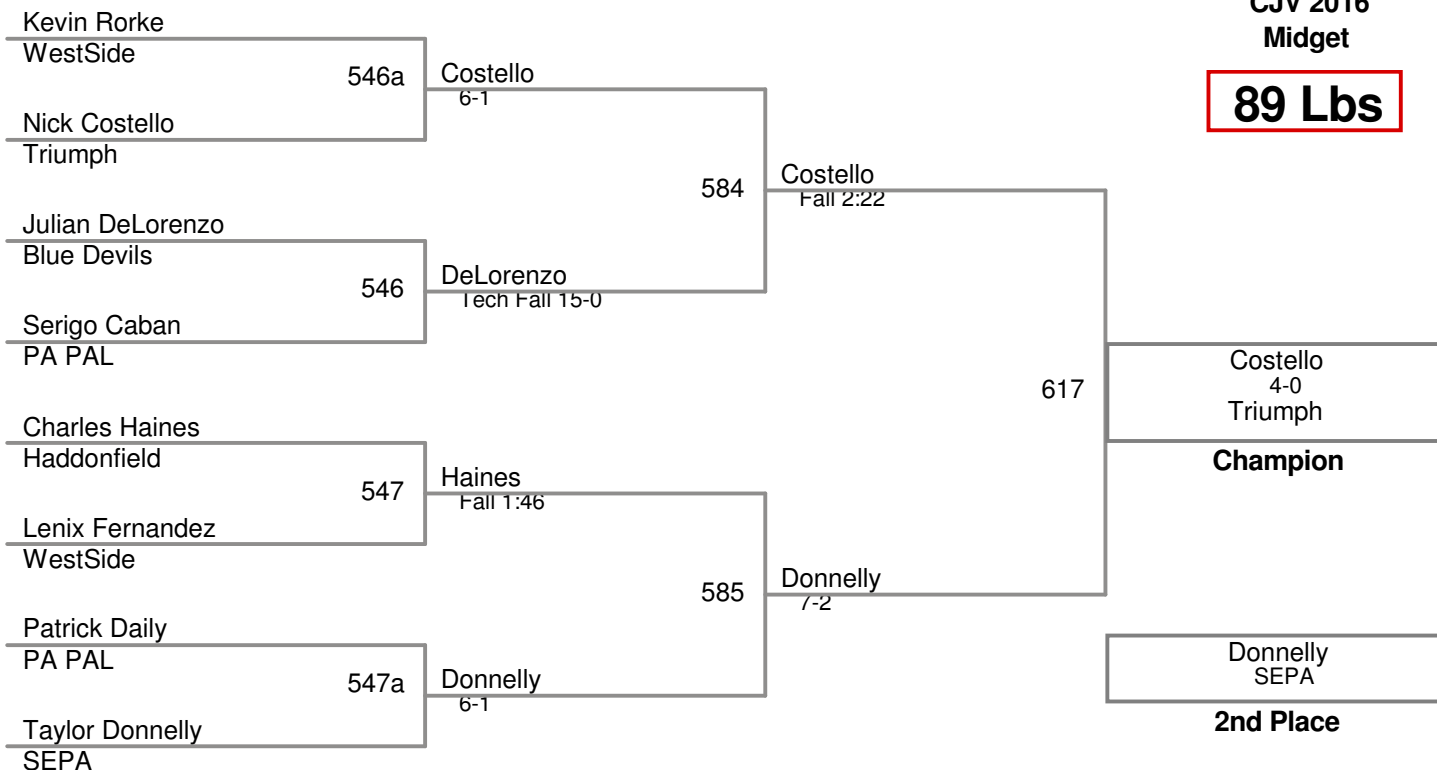 CJV 2016
Midget
89 Lbs
Kevin Rorke
WestSide
546a
Nick Costello
Triumph
Costello
6-1
Julian DeLorenzo
Blue Devils
546
Serigo Caban
PA PAL
DeLorenzo
Tech Fall 15-0
584
Costello
Fall 2:22
Charles Haines
Haddonfield
547
Lenix Fernandez
WestSide
Haines
Fall 1:46
Patrick Daily
PA PAL
547a
Taylor Donnelly
SEPA
Donnelly
6-1
585
Donnelly
7-2
617
Costello
4-0
Triumph
Champion
Donnelly
SEPA
2nd Place